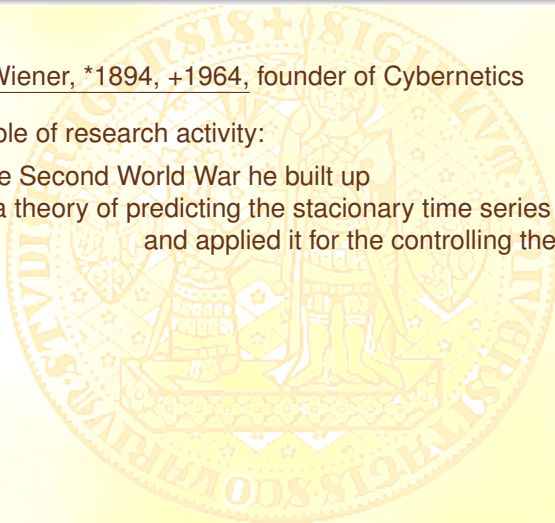 Wiener, *1894, +1964, founder of Cybernetics
ple of research activity:
e Second World War he built up
a theory of predicting the stacionary time series
and applied it for the controlling the